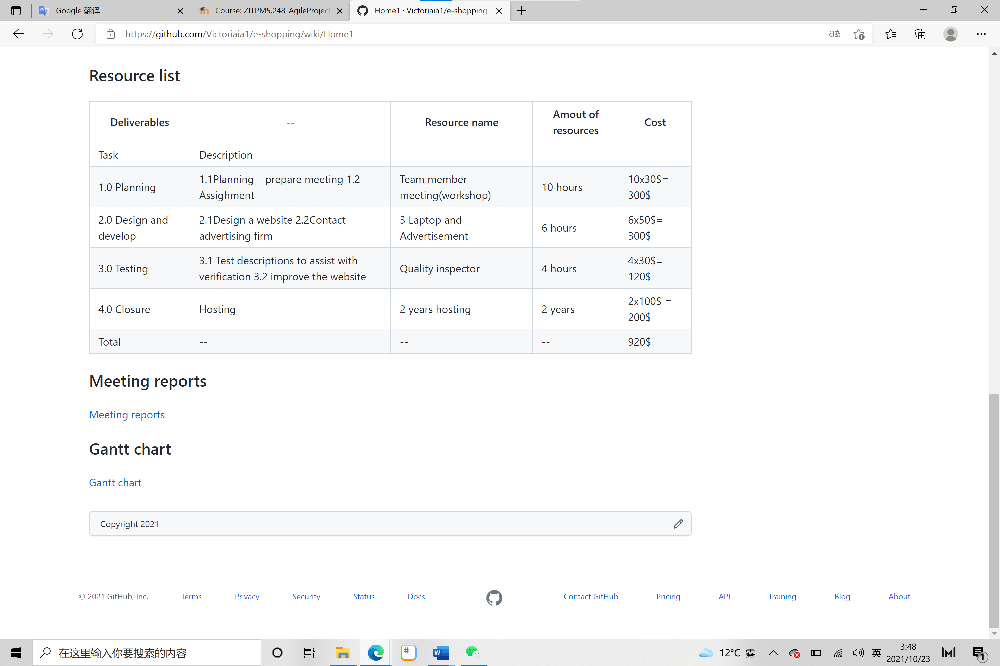 Google 翻译
Course: ZITPM5.248_AgileProject
Home1 · Victoriaia1/e-shopping
https://github.com/Victoriaia1/e-shopping/wiki/Home1
aあ
Resource list
Deliverables
--
Resource name
Amout of
resources
Cost
Task
Description
1.0 Planning
1.1Planning – prepare meeting 1.2
Assighment
Team member
meeting(workshop)
10 hours
10x30$=
300$
2.0 Design and
develop
2.1Design a website 2.2Contact
advertising firm
3 Laptop and
Advertisement
6 hours
6x50$=
300$
3.0 Testing
3.1 Test descriptions to assist with
verification 3.2 improve the website
Quality inspector
4 hours
4x30$=
120$
4.0 Closure
Hosting
2 years hosting
2 years
2x100$ =
200$
Total
--
--
--
920$
Meeting reports
Meeting reports
Gantt chart
Gantt chart
Copyright 2021
© 2021 GitHub, Inc.
Terms
Privacy
Security
Status
Docs
Contact GitHub
Pricing
API
Training
Blog
About
在这里输入你要搜索的内容
12°C 雾
英
3:48
2021/10/23
1